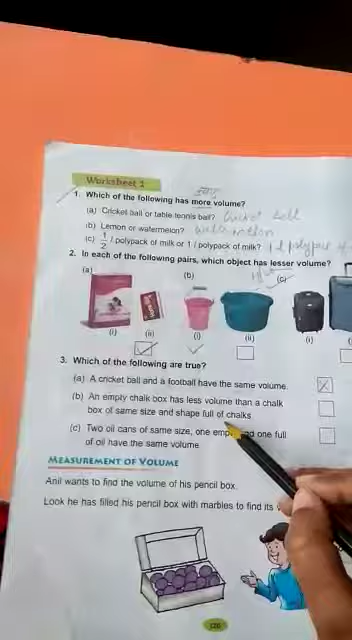 Worksheet 1
1. Which of the following has more volume?
(a) Cricket ball or table tennis ball? Cricket ball
(b) Lemon or watermelon? watermelon
(c) 1/2 l polypack of milk or 1 l polypack of milk? 1 l polypack of
2. In each of the following pairs, which object has lesser volume?
(a) (b) (c)
(i) (ii) (i) (ii) (i)
3. Which of the following are true?
(a) A cricket ball and a football have the same volume.
(b) An empty chalk box has less volume than a chalk
box of same size and shape full of chalks.
(c) Two oil cans of same size, one and one full
of oil have the same volume.
MEASUREMENT OF VOLUME
Anil wants to find the volume of his pencil box.
Look he has filled his pencil box with marbles to find its